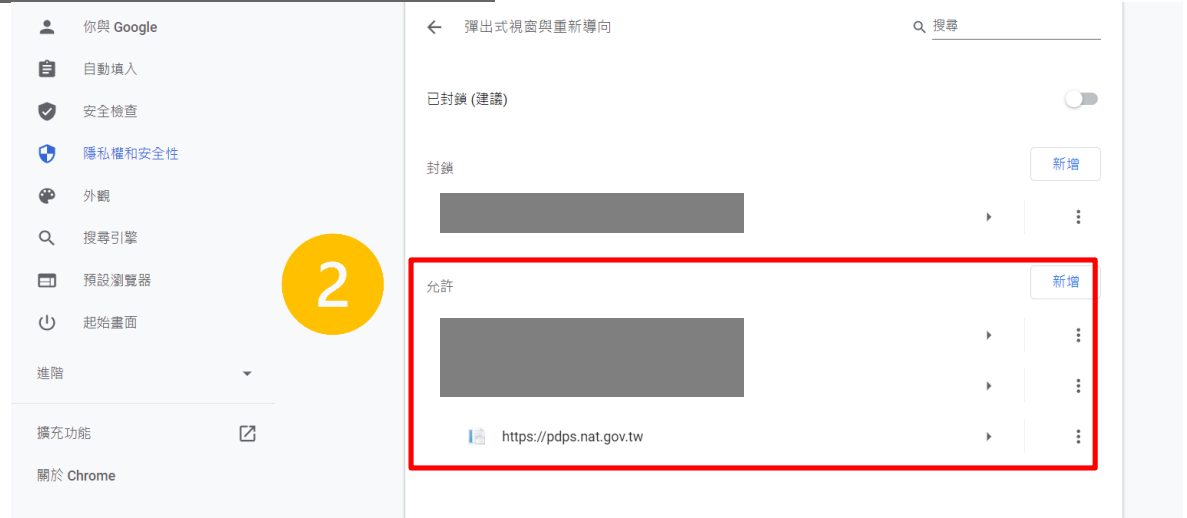 你與 Google
自動填入
安全檢查
隱私權和安全性
外觀
搜尋引擎
預設瀏覽器
起始畫面
進階
擴充功能
關於 Chrome
2
彈出式視窗與重新導向
搜尋
已封鎖 (建議)
封鎖
新增
允許
新增
https://pdps.nat.gov.tw